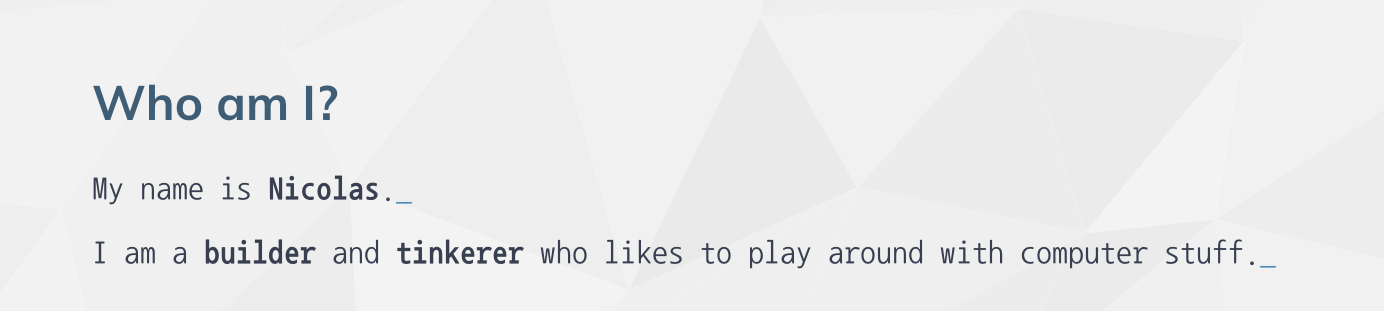 Who am I?
My name is Nicolas._
I am a builder and tinkerer who likes to play around with computer stuff._